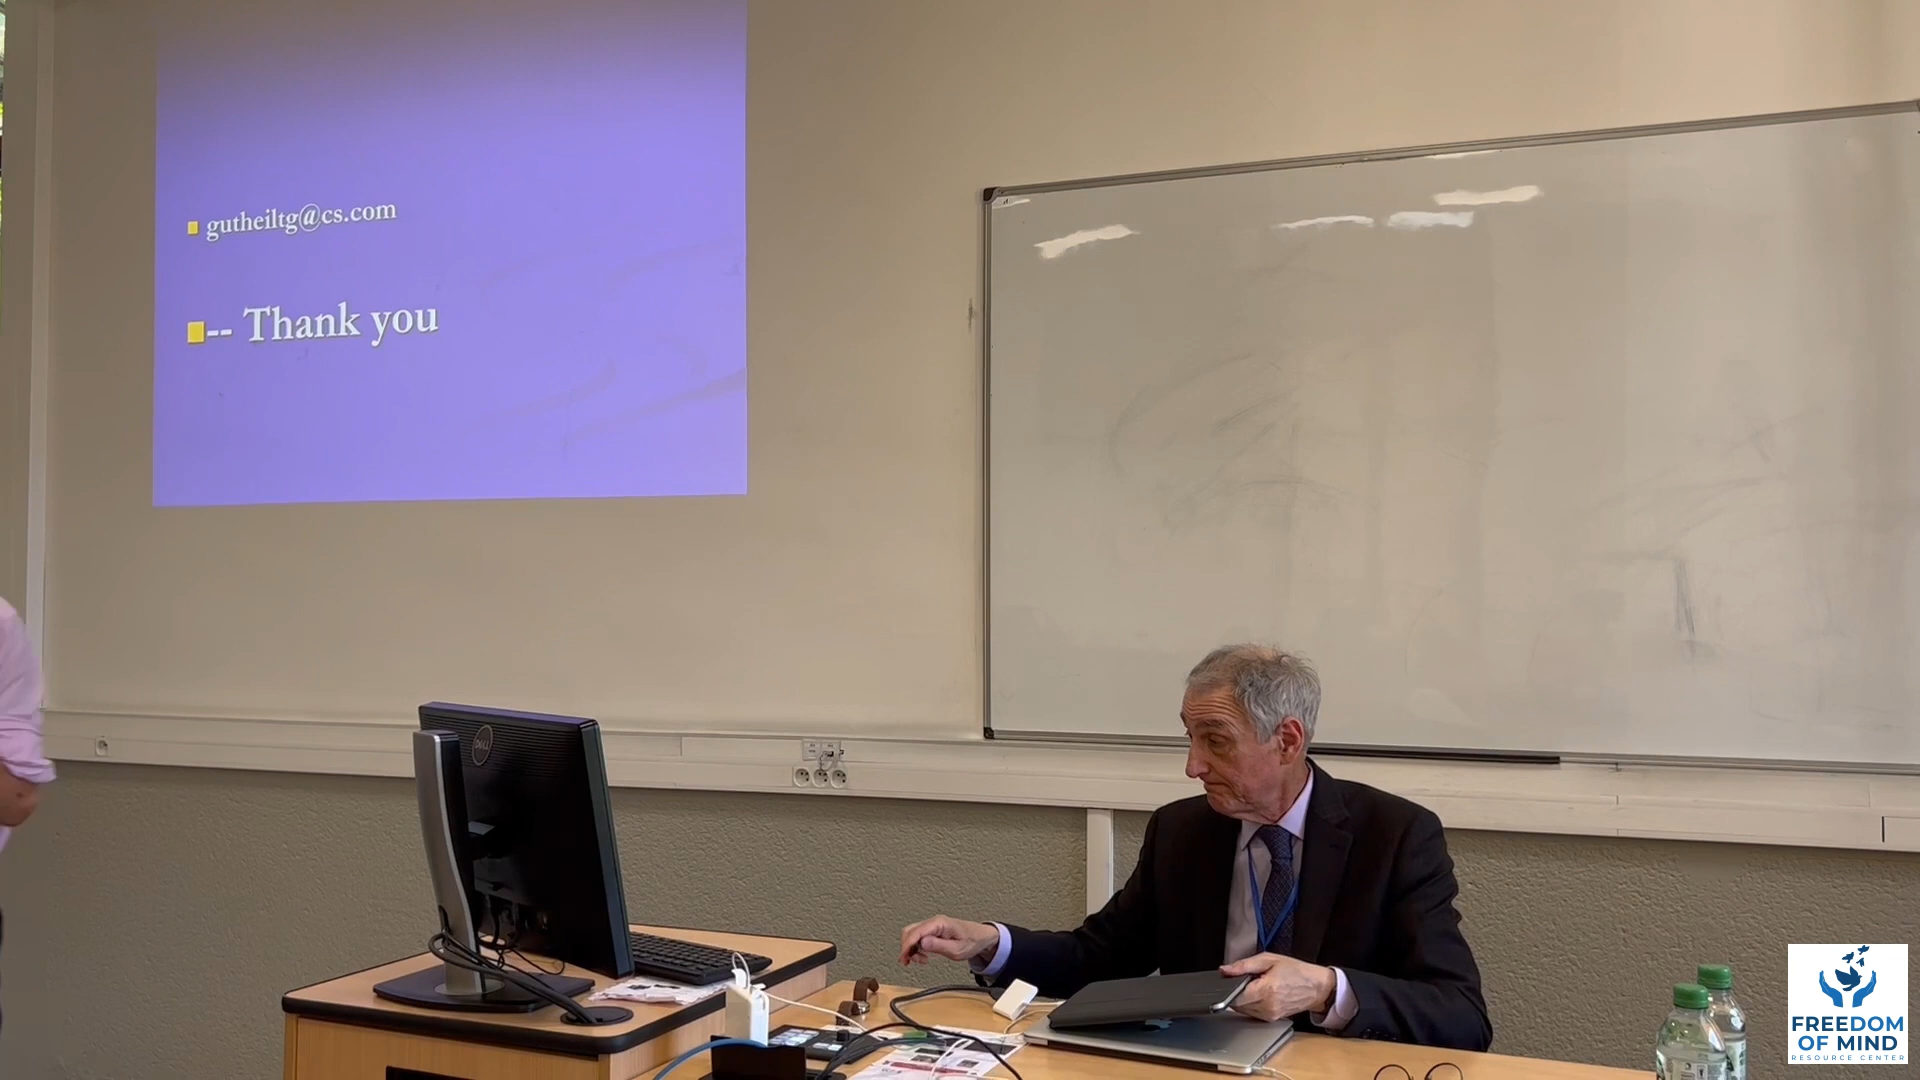 gutheiltg@cs.com
-- Thank you
DELL
FREEDOM
OF MIND
RESOURCE CENTER